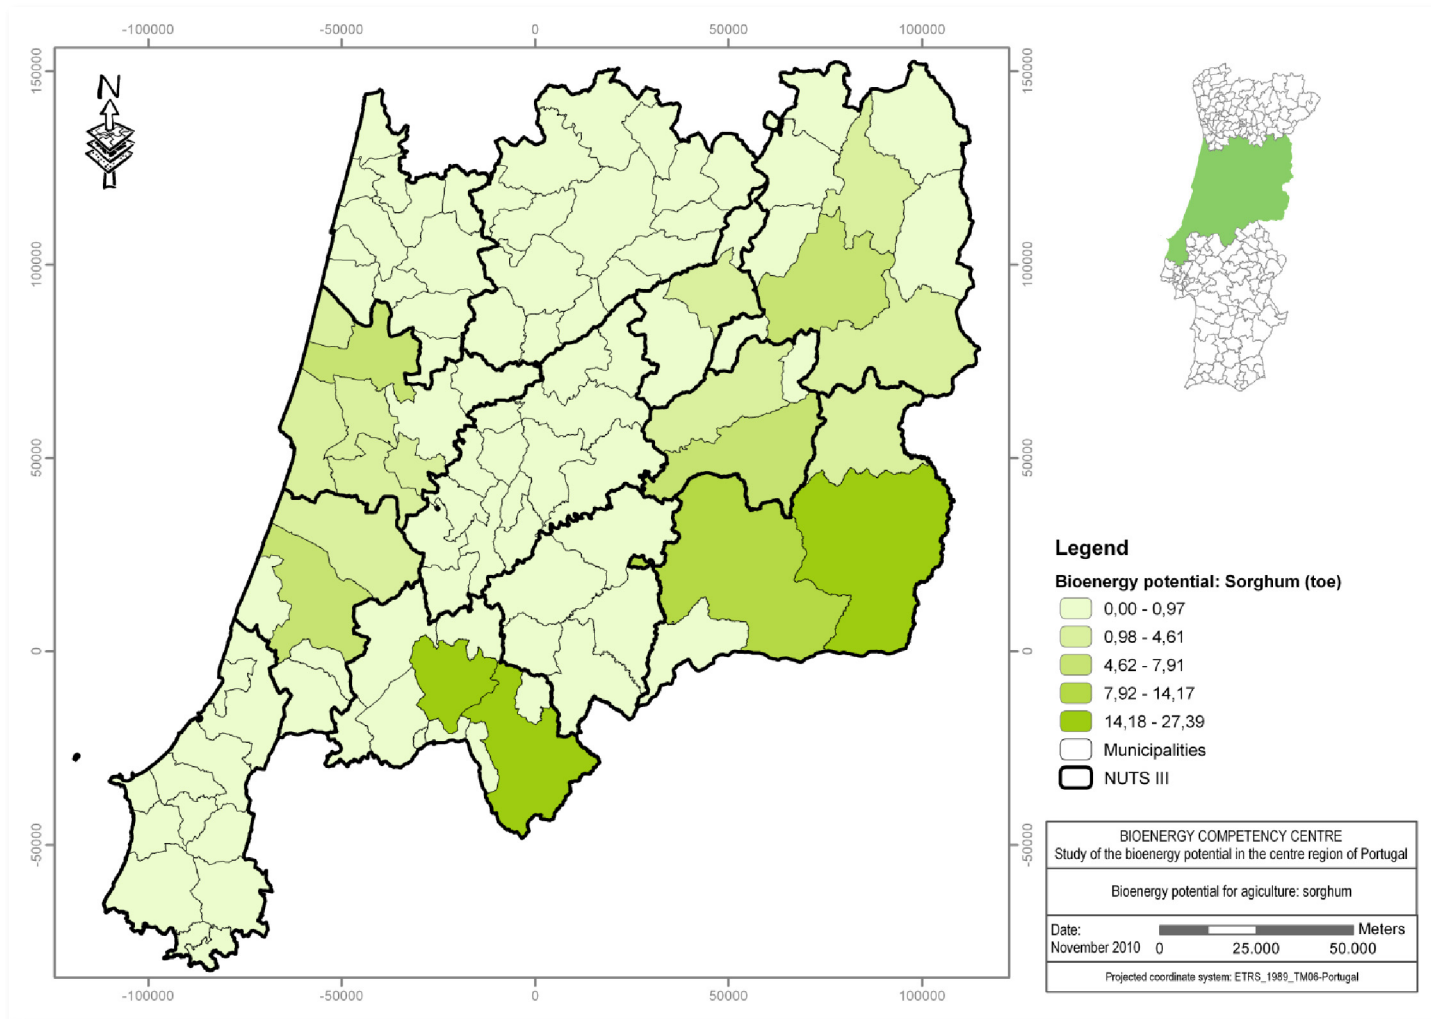 -100000 -50000 0 50000 100000
N
150000 150000
100000 100000
50000 50000
0 0
-50000 -50000
-100000 -50000 0 50000 100000
Legend
Bioenergy potential: Sorghum (toe)
0,00 - 0,97
0,98 - 4,61
4,62 - 7,91
7,92 - 14,17
14,18 - 27,39
Municipalities
NUTS III
BIOENERGY COMPETENCY CENTRE
Study of the bioenergy potential in the centre region of Portugal
Bioenergy potential for agiculture: sorghum
Date:
November 2010
Meters
0 25.000 50.000
Projected coordinate system: ETRS_1989_TM06-Portugal